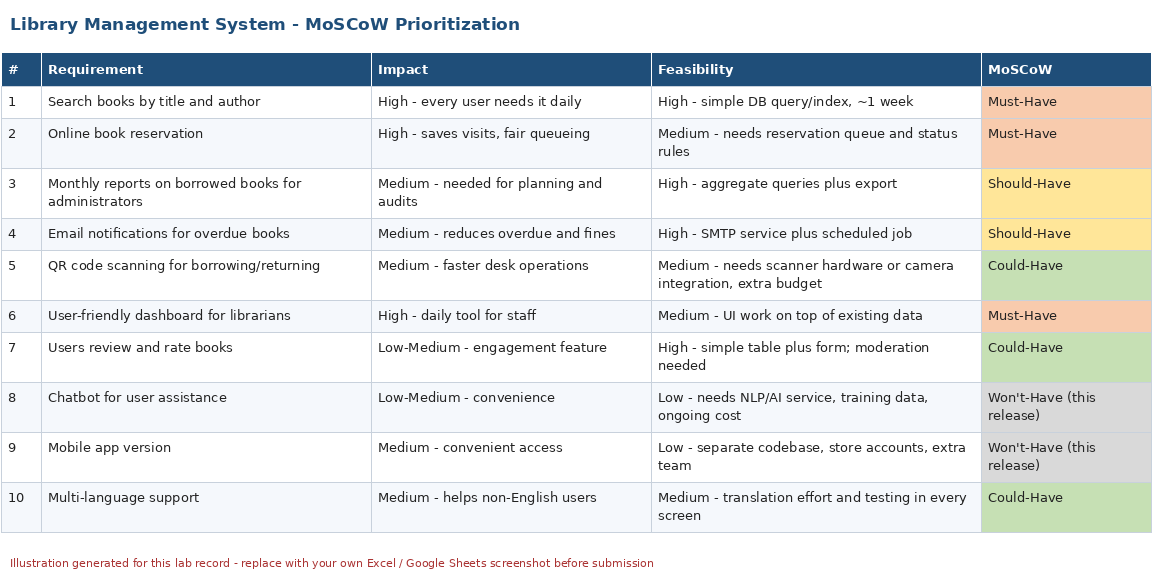 Library Management System - MoSCoW Prioritization
# Requirement Impact Feasibility MoSCoW
1 Search books by title and author High - every user needs it daily High - simple DB query/index, ~1 week Must-Have
2 Online book reservation High - saves visits, fair queueing Medium - needs reservation queue and status Must-Have
rules
3 Monthly reports on borrowed books for Medium - needed for planning and High - aggregate queries plus export Should-Have
administrators audits
4 Email notifications for overdue books Medium - reduces overdue and fines High - SMTP service plus scheduled job Should-Have
5 QR code scanning for borrowing/returning Medium - faster desk operations Medium - needs scanner hardware or camera Could-Have
integration, extra budget
6 User-friendly dashboard for librarians High - daily tool for staff Medium - UI work on top of existing data Must-Have
7 Users review and rate books Low-Medium - engagement feature High - simple table plus form; moderation Could-Have
needed
8 Chatbot for user assistance Low-Medium - convenience Low - needs NLP/AI service, training data, Won't-Have (this
ongoing cost release)
9 Mobile app version Medium - convenient access Low - separate codebase, store accounts, extra Won't-Have (this
team release)
10 Multi-language support Medium - helps non-English users Medium - translation effort and testing in every Could-Have
screen
Illustration generated for this lab record - replace with your own Excel / Google Sheets screenshot before submission